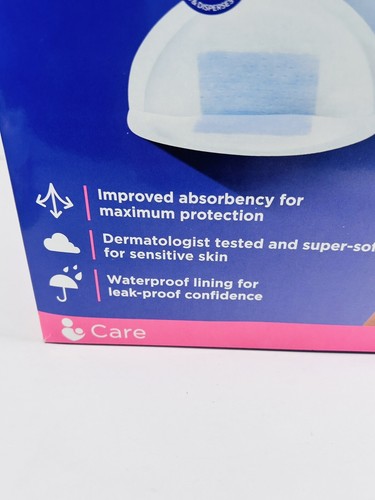 & DISPERSES
Improved absorbency for
maximum protection
Dermatologist tested and super-sof
for sensitive skin
Waterproof lining for
leak-proof confidence
Care